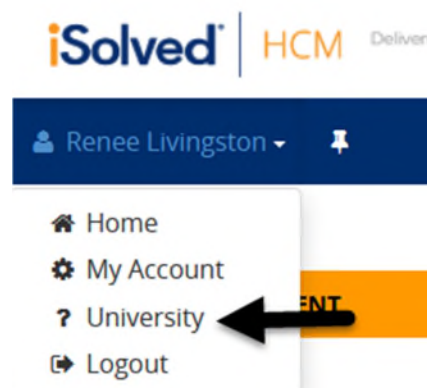 iSolved HCM Deliver
Renee Livingston
Home
My Account
? University
ENT
Logout